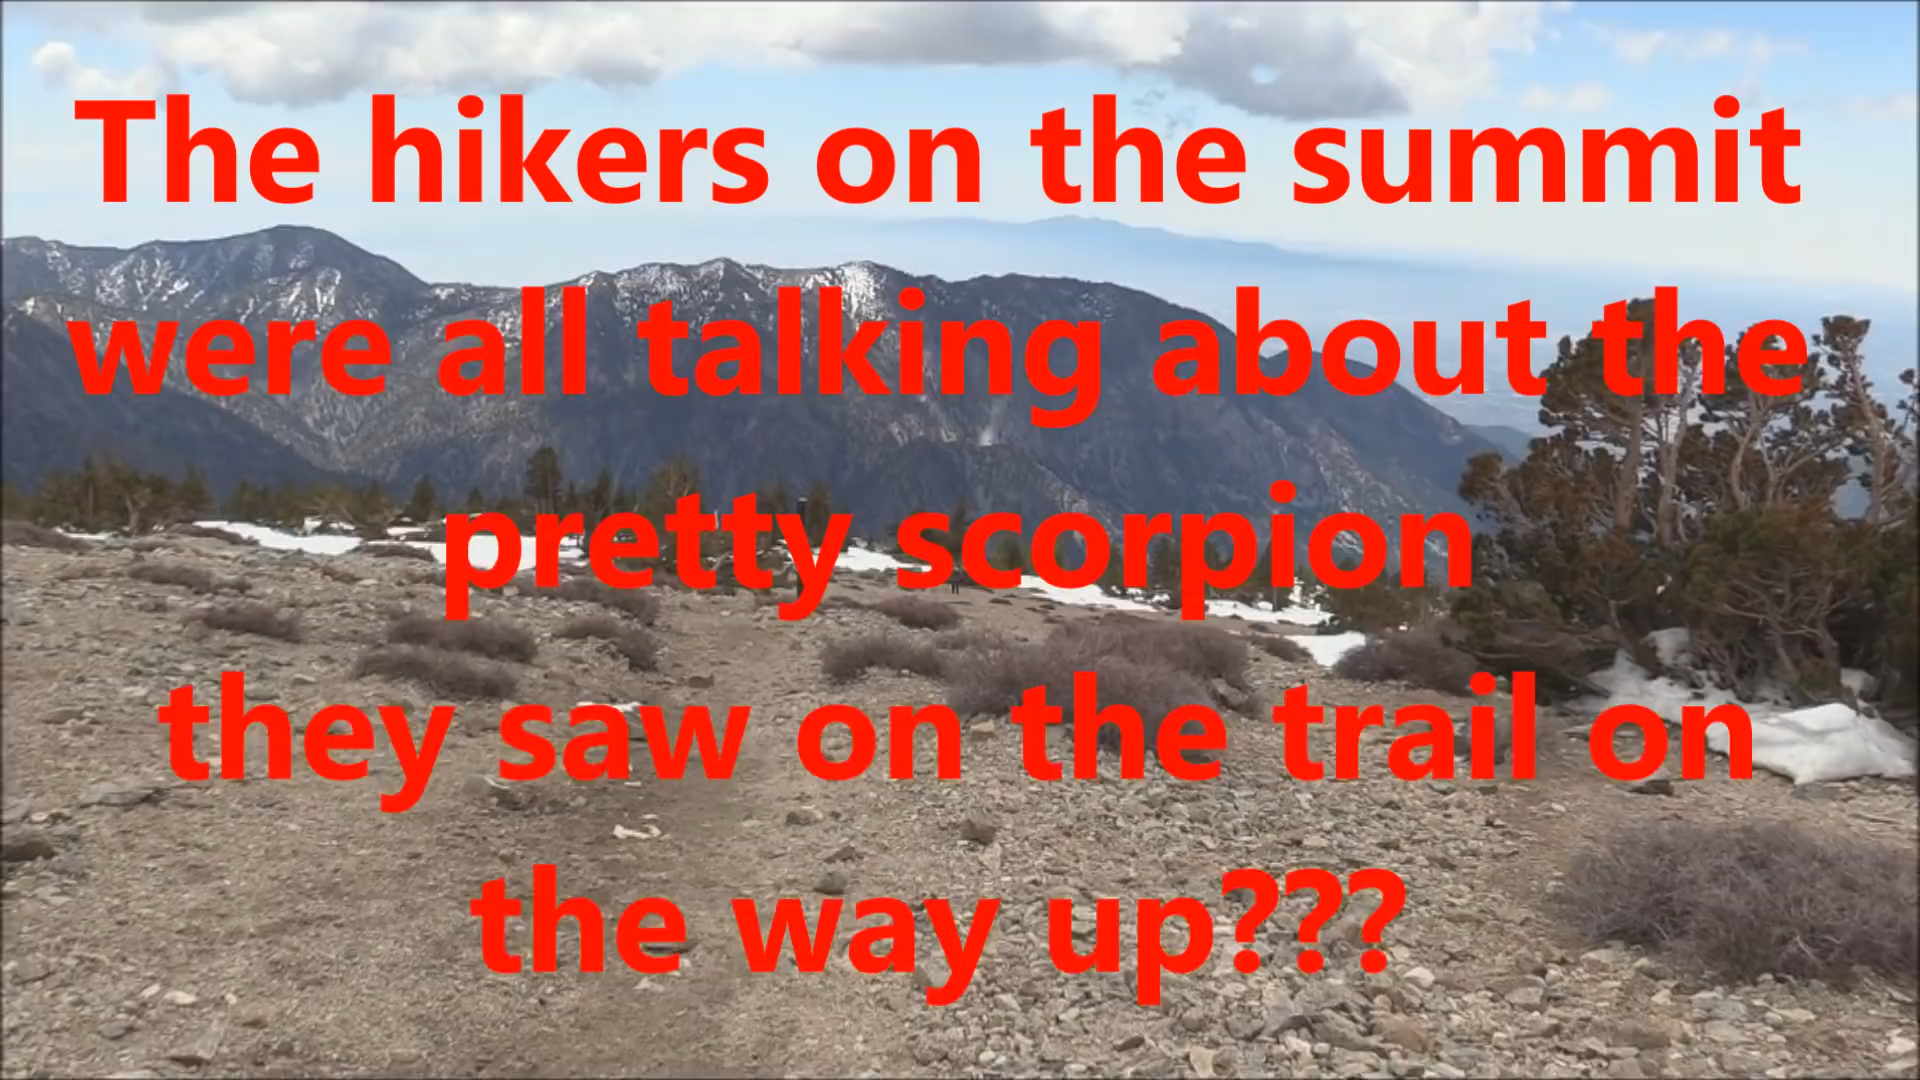 The hikers on the summit
were all talking about the
pretty scorpion
they saw on the trail on
the way up???